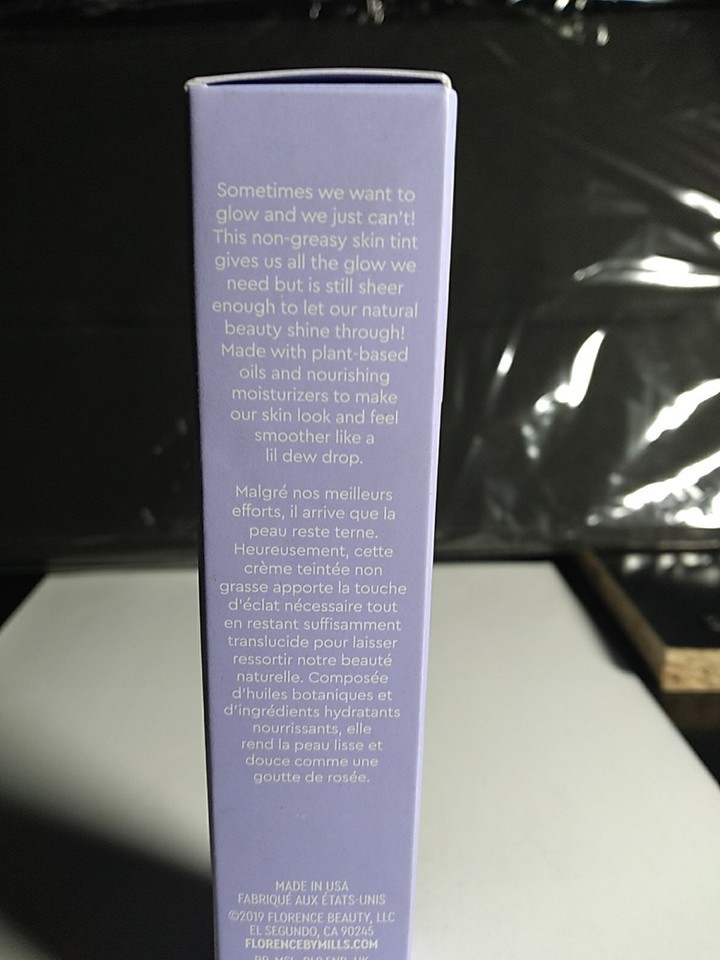 Sometimes we want to
glow and we just can't!
This non-greasy skin tint
gives us all the glow we
need but is still sheer
enough to let our natural
beauty shine through!
Made with plant-based
oils and nourishing
moisturizers to make
our skin look and feel
smoother like a
lil dew drop.
Malgré nos meilleurs
efforts, il arrive que la
peau reste terne.
Heureusement, cette
crème teintée non
grasse apporte la touche
d'éclat nécessaire tout
en restant suffisamment
translucide pour laisser
ressortir notre beauté
naturelle. Composée
d'huiles botaniques et
d'ingrédients hydratants
nourrissants, elle
rend la peau lisse et
douce comme une
goutte de rosée.
MADE IN USA
FABRIQUÉ AUX ÉTATS-UNIS
©2019 FLORENCE BEAUTY, LLC
EL SEGUNDO, CA 90245
FLORENCEBYMILLS.COM